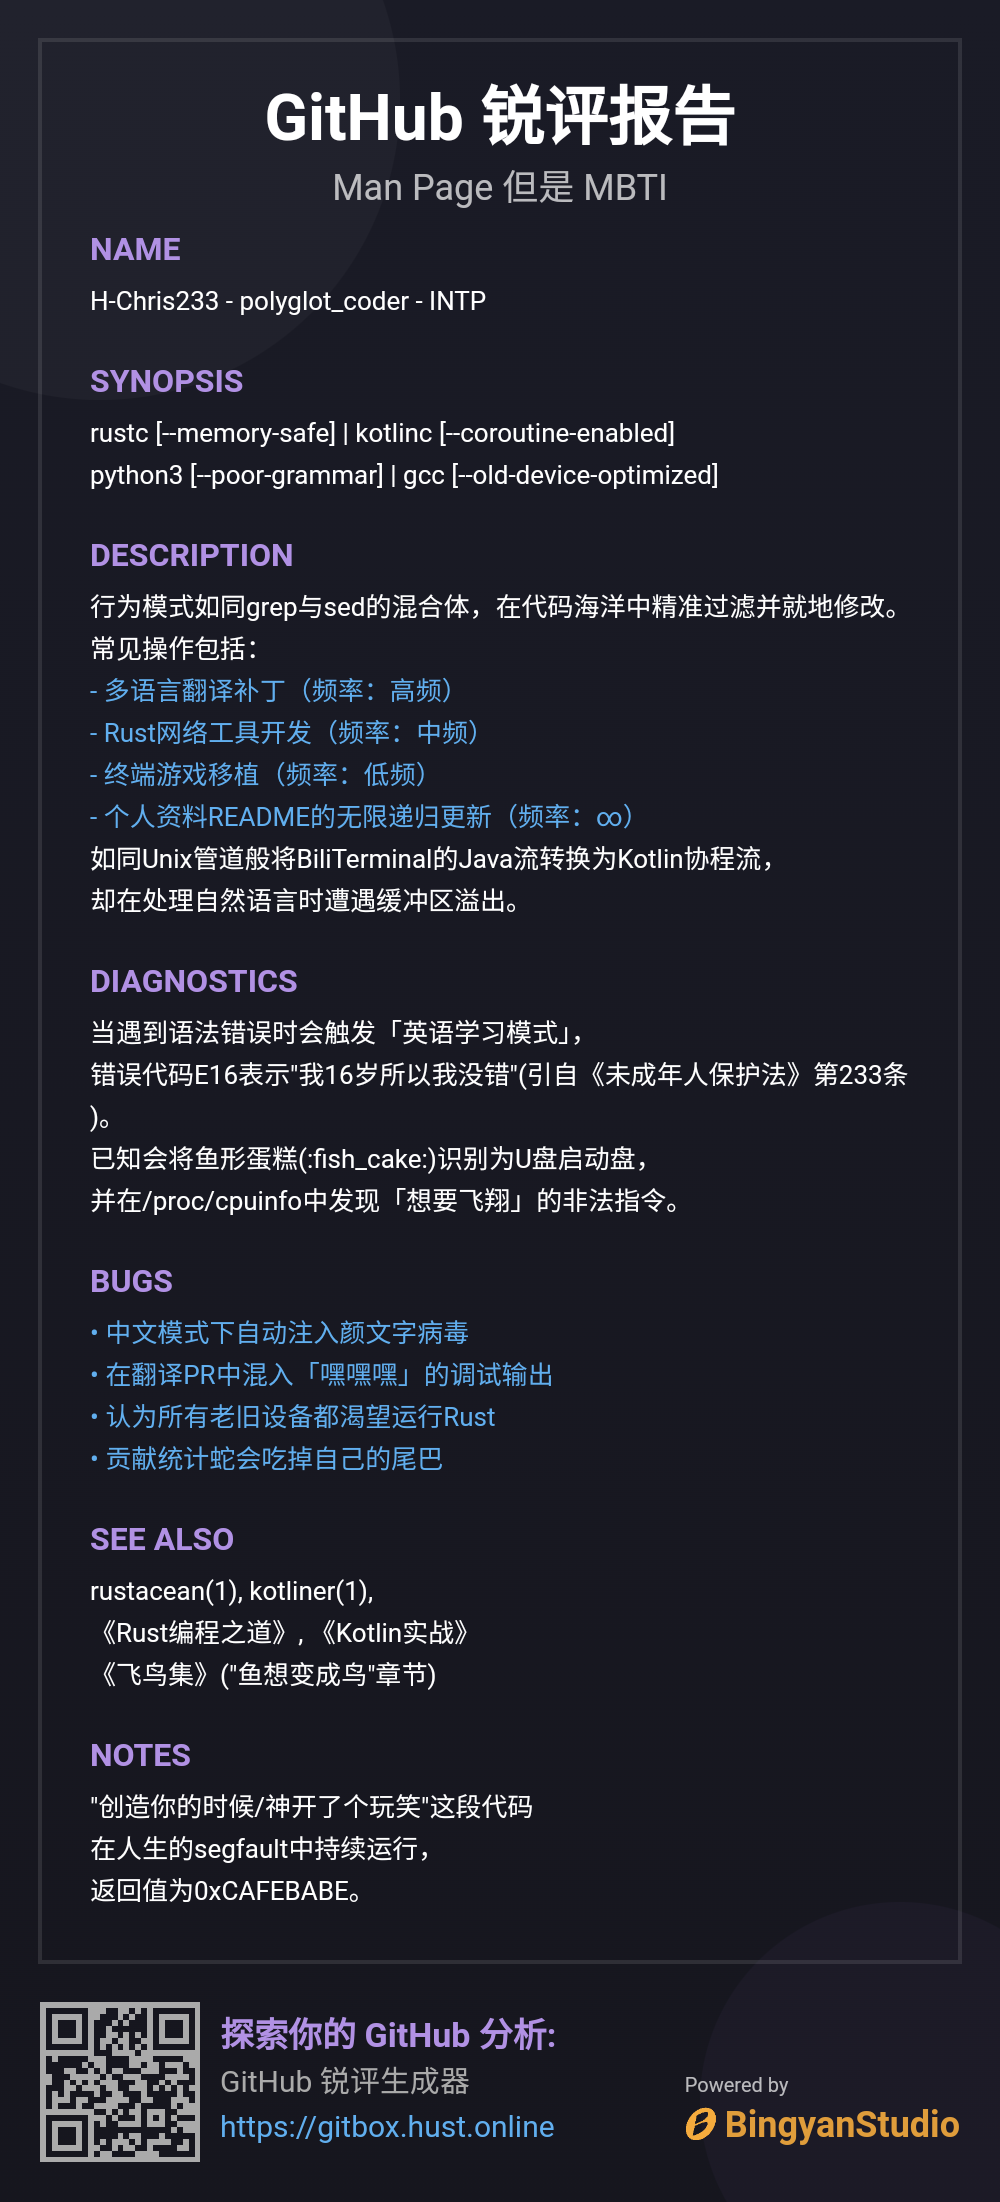 GitHub 锐评报告
Man Page 但是 MBTI
NAME
H-Chris233 - polyglot_coder - INTP
SYNOPSIS
rustc [--memory-safe] | kotlinc [--coroutine-enabled]
python3 [--poor-grammar] | gcc [--old-device-optimized]
DESCRIPTION
行为模式如同grep与sed的混合体，在代码海洋中精准过滤并就地修改。
常见操作包括：
- 多语言翻译补丁（频率：高频）
- Rust网络工具开发（频率：中频）
- 终端游戏移植（频率：低频）
- 个人资料README的无限递归更新（频率：∞）
如同Unix管道般将BiliTerminal的Java流转换为Kotlin协程流，
却在处理自然语言时遭遇缓冲区溢出。
DIAGNOSTICS
当遇到语法错误时会触发「英语学习模式」，
错误代码E16表示"我16岁所以我没错"(引自《未成年人保护法》第233条
)。
已知会将鱼形蛋糕(:fish_cake:)识别为U盘启动盘，
并在/proc/cpuinfo中发现「想要飞翔」的非法指令。
BUGS
• 中文模式下自动注入颜文字病毒
• 在翻译PR中混入「嘿嘿嘿」的调试输出
• 认为所有老旧设备都渴望运行Rust
• 贡献统计蛇会吃掉自己的尾巴
SEE ALSO
rustacean(1), kotliner(1),
《Rust编程之道》, 《Kotlin实战》
《飞鸟集》("鱼想变成鸟"章节)
NOTES
"创造你的时候/神开了个玩笑"这段代码
在人生的segfault中持续运行，
返回值为0xCAFEBABE。
探索你的 GitHub 分析:
GitHub 锐评生成器
https://gitbox.hust.online
Powered by
BingyanStudio